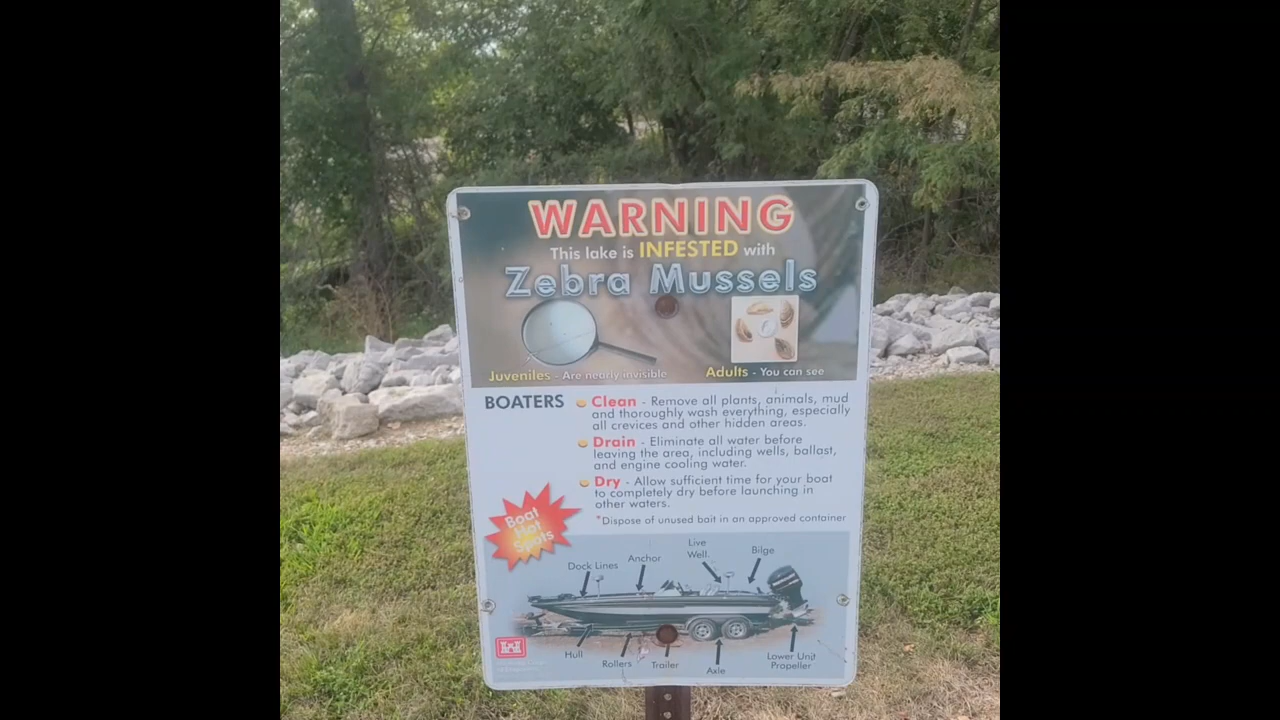 WARNING
This lake is INFESTED with
Zebra Mussels
Juveniles - Are nearly invisible
Adults - You can see
BOATERS
Clean - Remove all plants, animals, mud
and thoroughly wash everything, especially
all crevices and other hidden areas.
Drain - Eliminate all water before
leaving the area, including wells, ballast,
and engine cooling water.
Dry - Allow sufficient time for your boat
to completely dry before launching in
other waters.
*Dispose of unused bait in an approved container
Boat
Hot
Spots
Dock Lines
Anchor
Live
Well.
Bilge
Hull
Rollers
Trailer
Axle
Lower Unit
Propeller